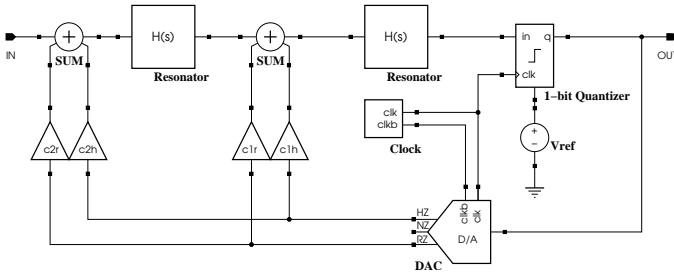 IN
+
SUM
H(s)
Resonator
+
SUM
H(s)
Resonator
in q
clk
OUT
1-bit Quantizer
clk
clkb
Clock
+
−
Vref
c2r c2h
c1r c1h
HZ
NZ
RZ
clkb
clk
D/A
DAC